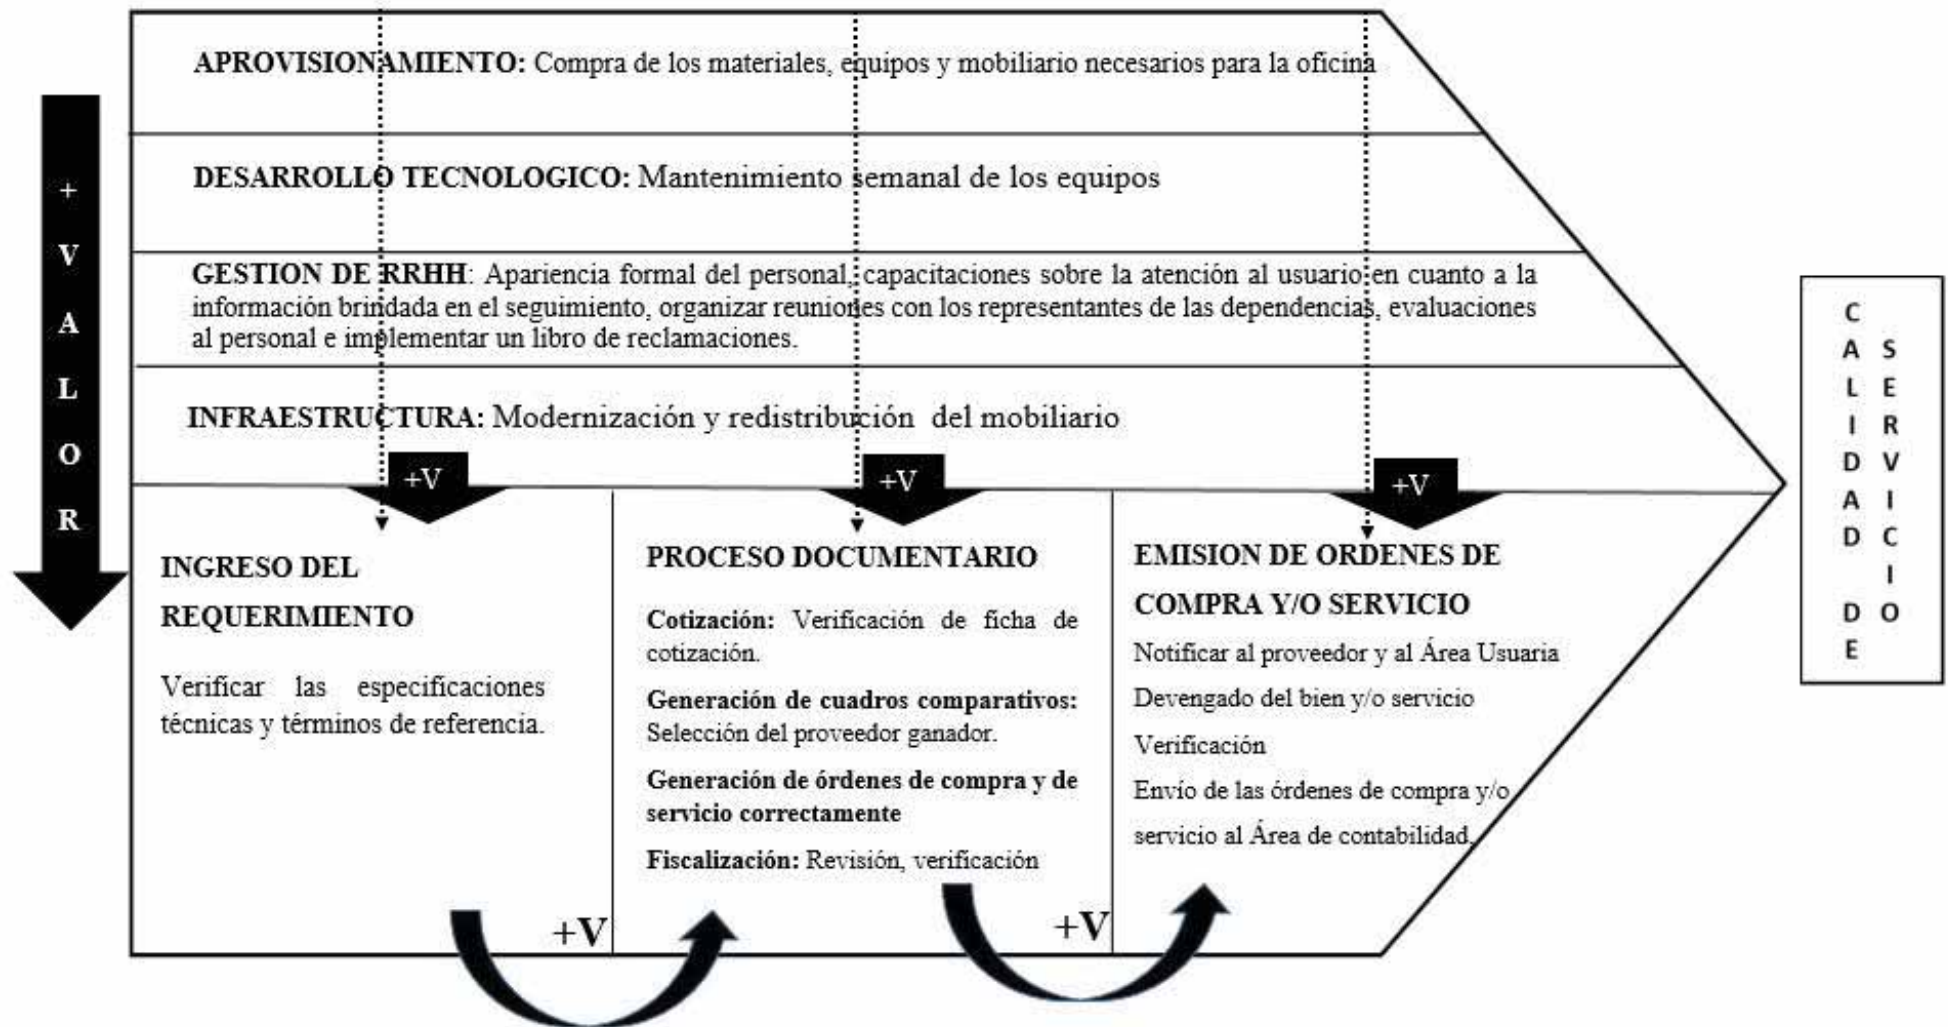 APROVISIONAMIENTO: Compra de los materiales, equipos y mobiliario necesarios para la oficina
DESARROLLO TECNOLOGICO: Mantenimiento semanal de los equipos
GESTION DE RRHH: Apariencia formal del personal, capacitaciones sobre la atención al usuario en cuanto a la
información brindada en el seguimiento, organizar reuniones con los representantes de las dependencias, evaluaciones
al personal e implementar un libro de reclamaciones.
INFRAESTRUCTURA: Modernización y redistribución del mobiliario
+VALOR
+V
+V
+V
INGRESO DEL
REQUERIMIENTO
Verificar las especificaciones
técnicas y términos de referencia.
+V
PROCESO DOCUMENTARIO
Cotización: Verificación de ficha de
cotización.
Generación de cuadros comparativos:
Selección del proveedor ganador.
Generación de órdenes de compra y de
servicio correctamente
Fiscalización: Revisión, verificación
+V
EMISION DE ORDENES DE
COMPRA Y/O SERVICIO
Notificar al proveedor y al Área Usuaria
Devengado del bien y/o servicio
Verificación
Envío de las órdenes de compra y/o
servicio al Área de contabilidad.
CALIDAD DE
SERVICIO